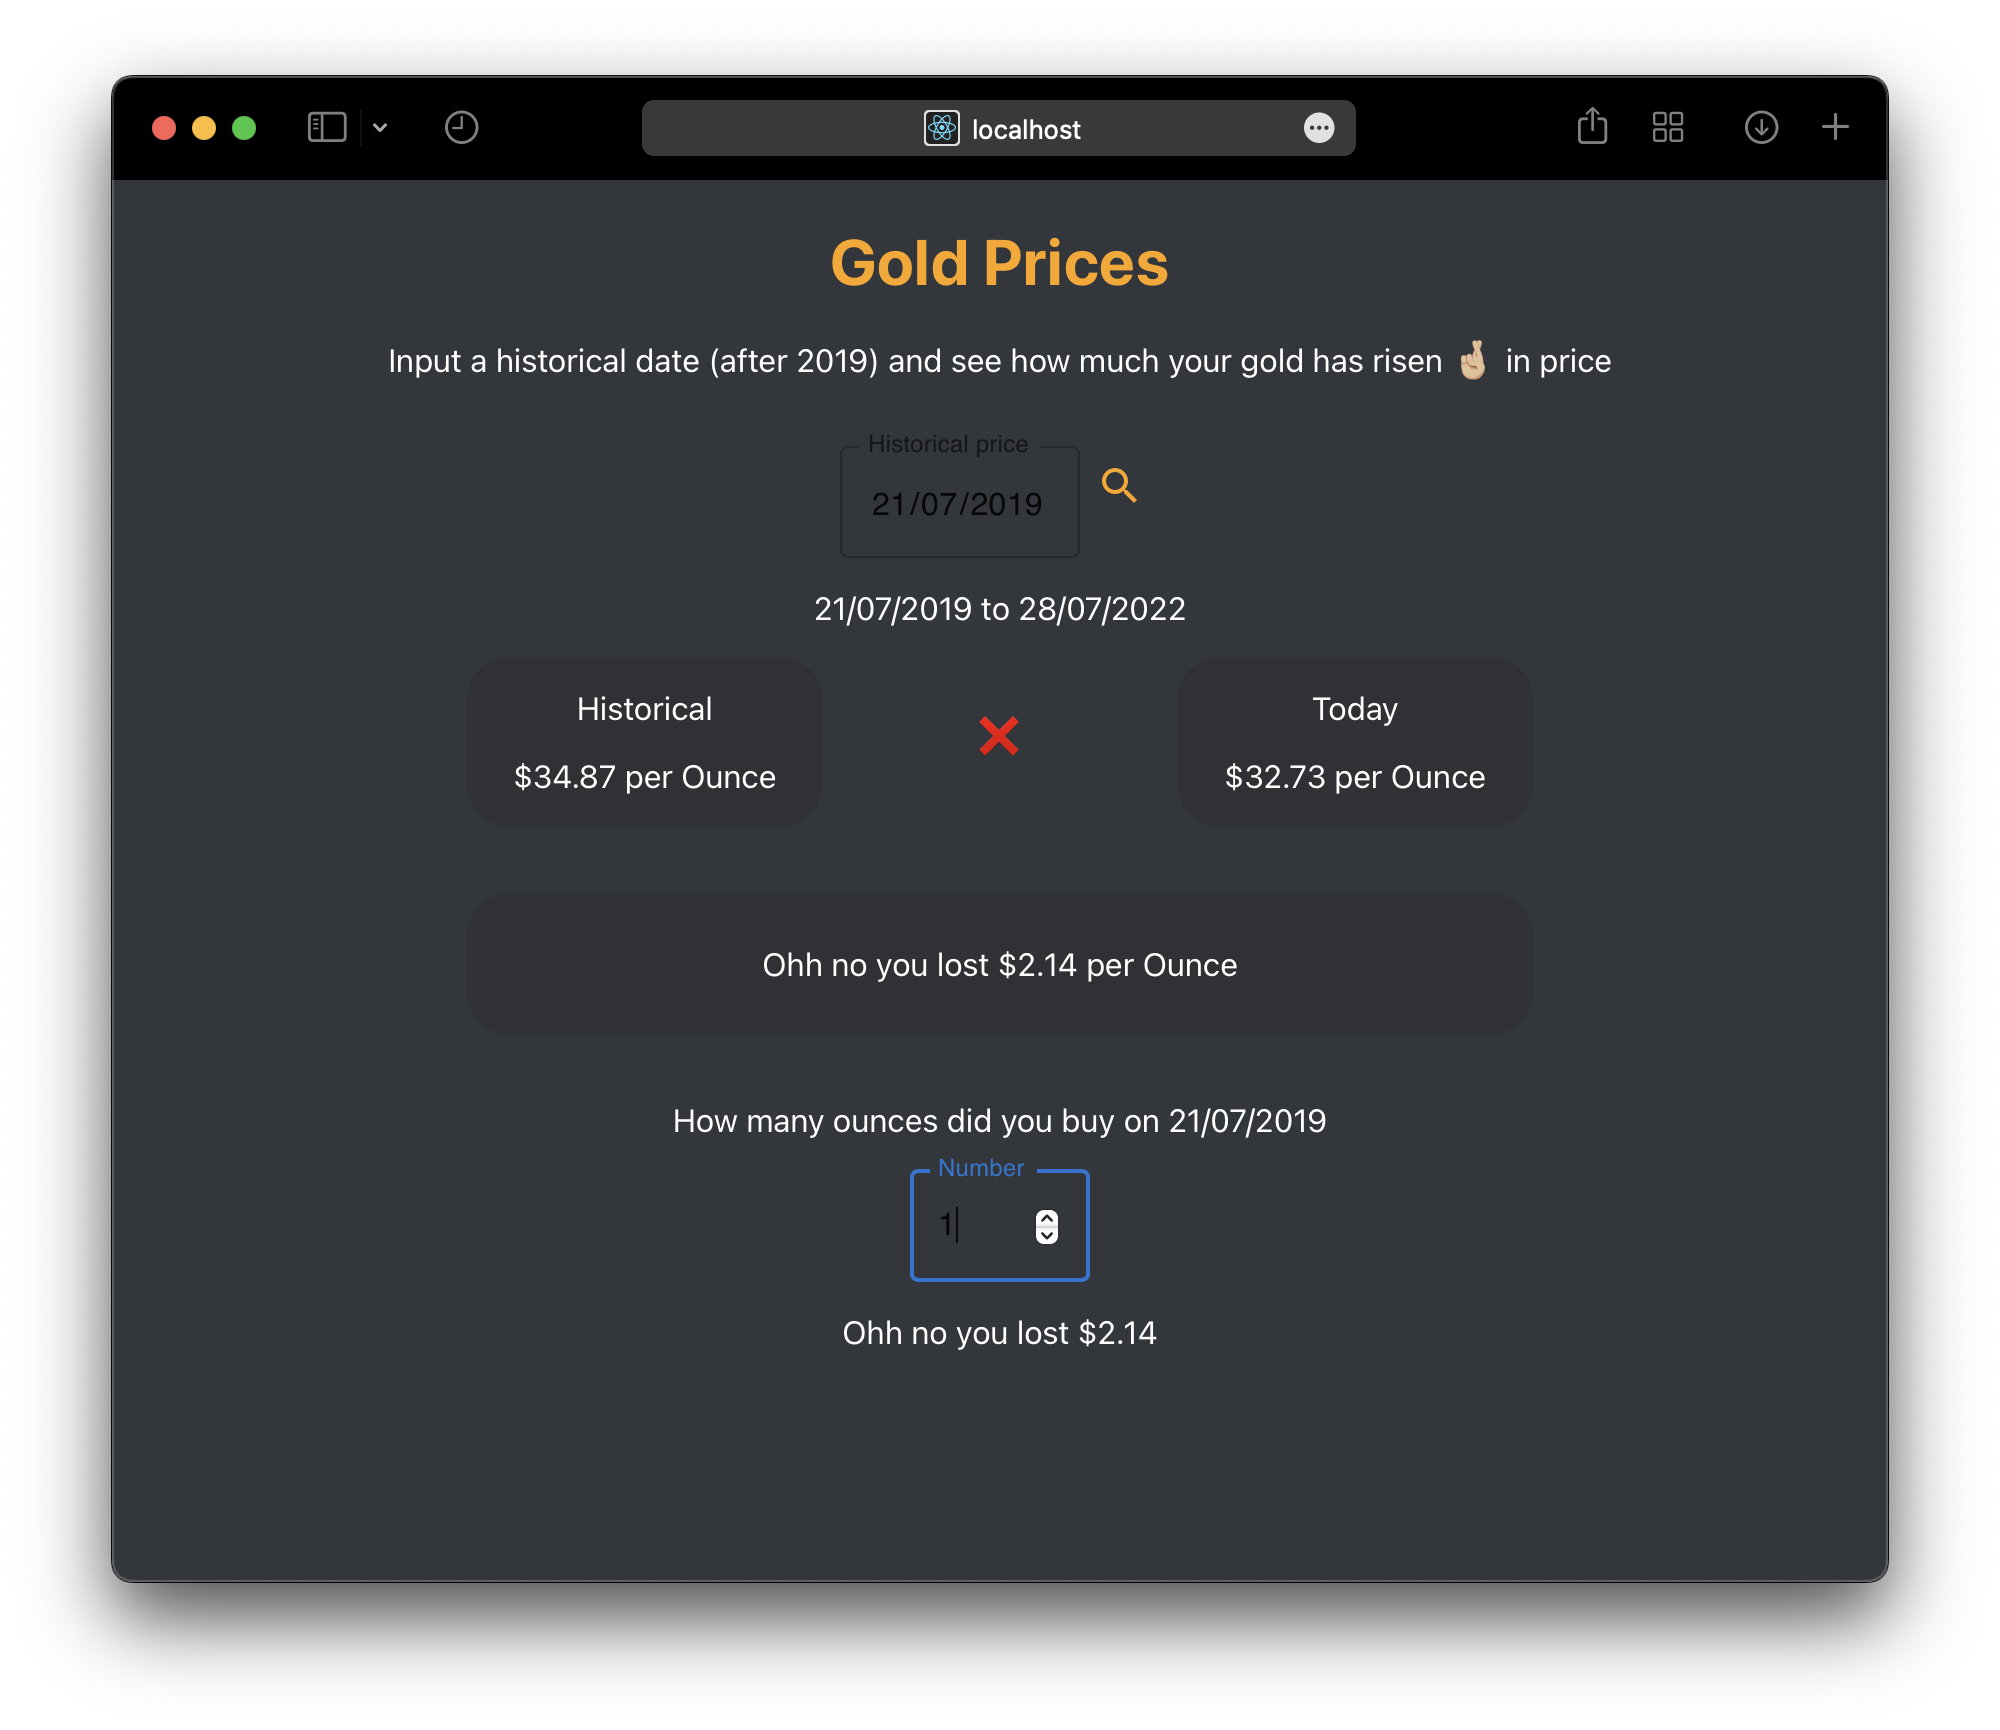 localhost
Gold Prices
Input a historical date (after 2019) and see how much your gold has risen 🤞🏼 in price
Historical price
21/07/2019
21/07/2019 to 28/07/2022
Historical
Today
$34.87 per Ounce
$32.73 per Ounce
Ohh no you lost $2.14 per Ounce
How many ounces did you buy on 21/07/2019
Number
1
Ohh no you lost $2.14